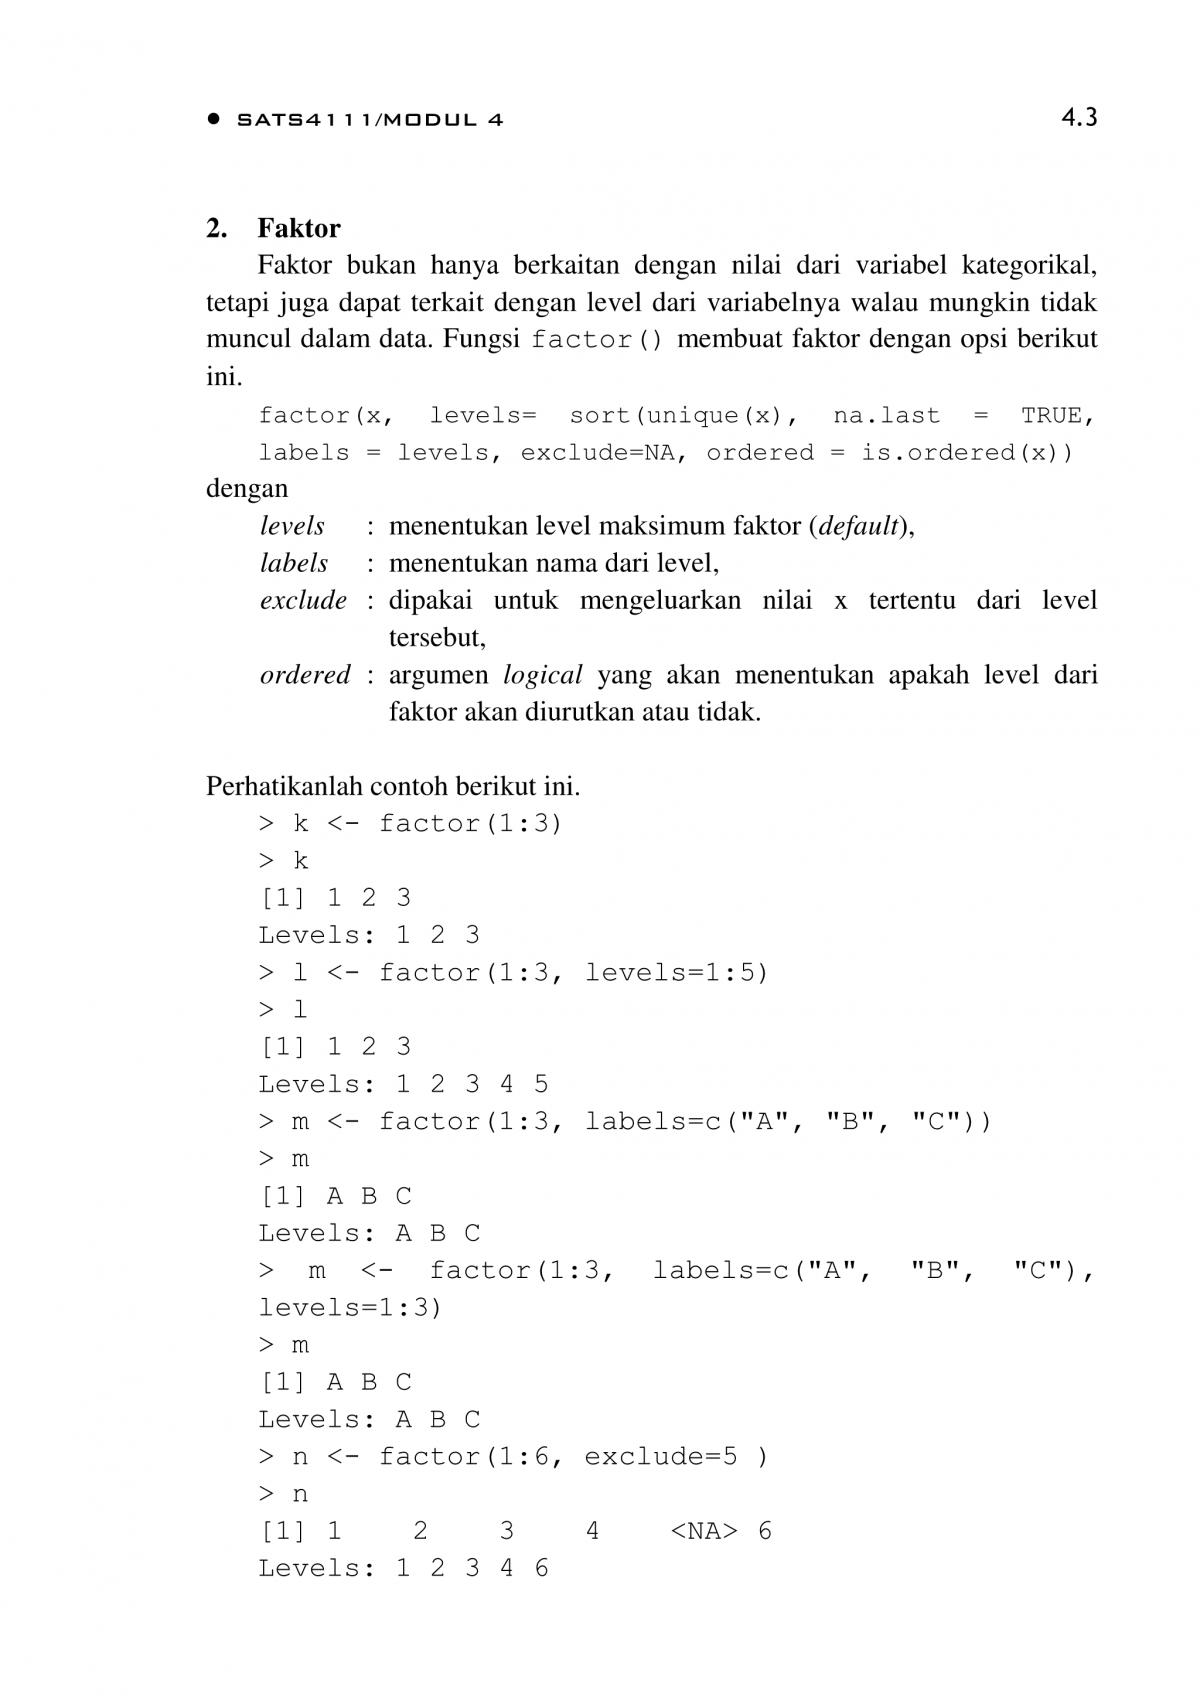 ● SATS4111/MODUL 4 4.3
2. Faktor
Faktor bukan hanya berkaitan dengan nilai dari variabel kategorikal,
tetapi juga dapat terkait dengan level dari variabelnya walau mungkin tidak
muncul dalam data. Fungsi factor() membuat faktor dengan opsi berikut
ini.
factor(x, levels= sort(unique(x), na.last = TRUE,
labels = levels, exclude=NA, ordered = is.ordered(x))
dengan
levels : menentukan level maksimum faktor (default),
labels : menentukan nama dari level,
exclude : dipakai untuk mengeluarkan nilai x tertentu dari level
tersebut,
ordered : argumen logical yang akan menentukan apakah level dari
faktor akan diurutkan atau tidak.
Perhatikanlah contoh berikut ini.
> k <- factor(1:3)
> k
[1] 1 2 3
Levels: 1 2 3
> l <- factor(1:3, levels=1:5)
> l
[1] 1 2 3
Levels: 1 2 3 4 5
> m <- factor(1:3, labels=c("A", "B", "C"))
> m
[1] A B C
Levels: A B C
> m <- factor(1:3, labels=c("A", "B", "C"),
levels=1:3)
> m
[1] A B C
Levels: A B C
> n <- factor(1:6, exclude=5 )
> n
[1] 1 2 3 4 <NA> 6
Levels: 1 2 3 4 6